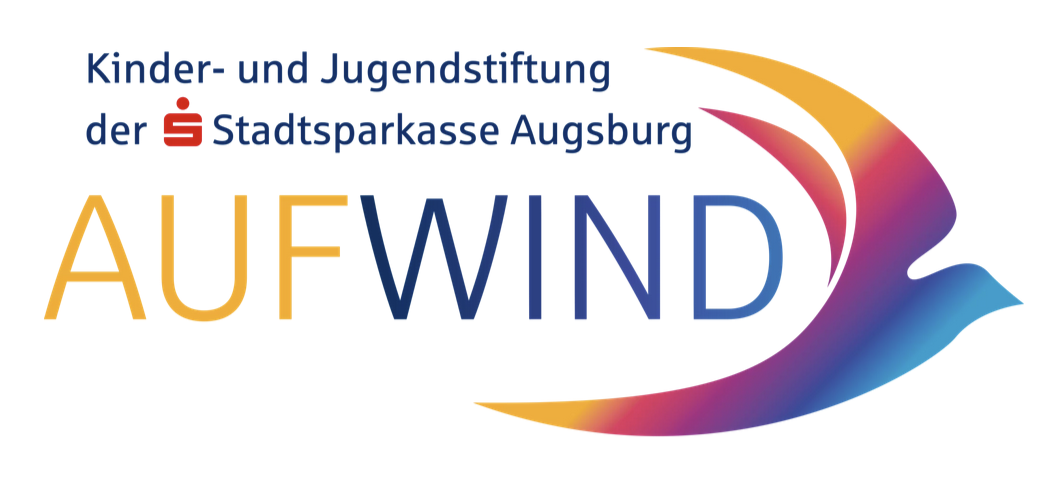 Kinder- und Jugendstiftung
der S Stadtsparkasse Augsburg
AUFWIND